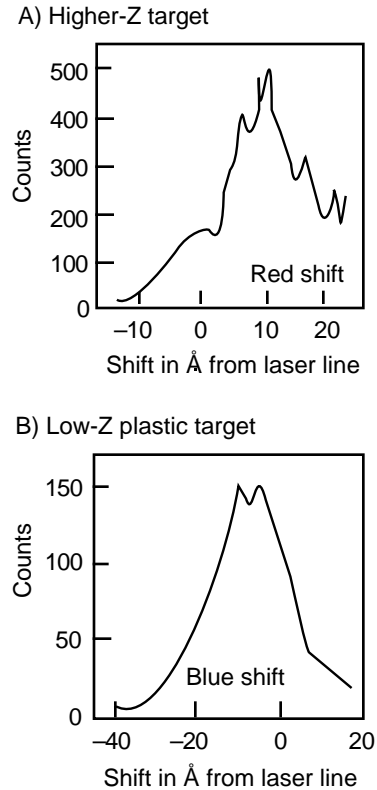 A) Higher-Z target
500
400
300
200
100
0
Counts
Red shift
–10 0 10 20
Shift in Å from laser line
B) Low-Z plastic target
150
100
50
0
Counts
Blue shift
–40 –20 0 20
Shift in Å from laser line